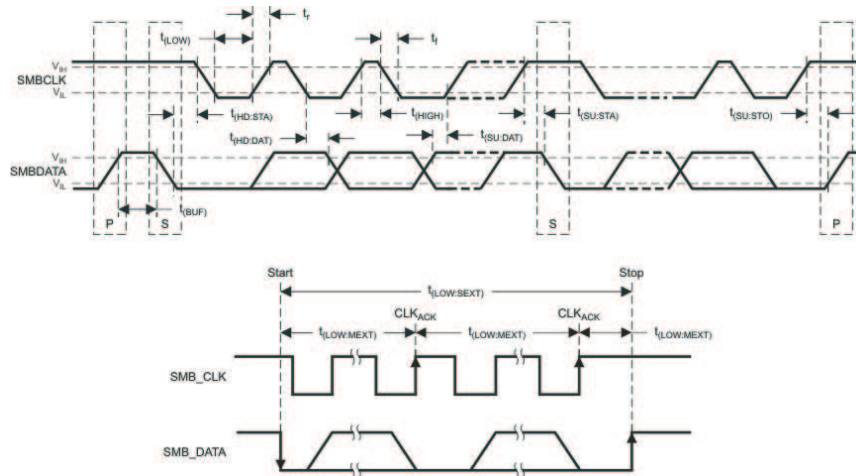 tr
t(LOW)
tf
VIH
SMBCLK
VIL
t(HD:STA)
t(HIGH)
t(SU:STA)
t(SU:STO)
t(HD:DAT)
t(SU:DAT)
VIH
SMBDATA
VIL
t(BUF)
P
S
S
P
Start
Stop
t(LOW:SEXT)
CLKACK
CLKACK
t(LOW:MEXT)
t(LOW:MEXT)
t(LOW:MEXT)
SMB_CLK
SMB_DATA